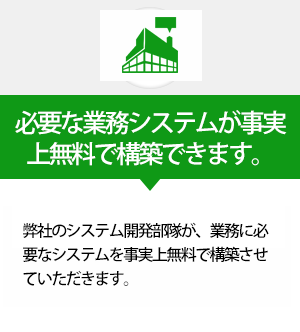 必要な業務システムが事実
上無料で構築できます。
弊社のシステム開発部隊が、業務に必
要なシステムを事実上無料で構築させ
ていただきます。